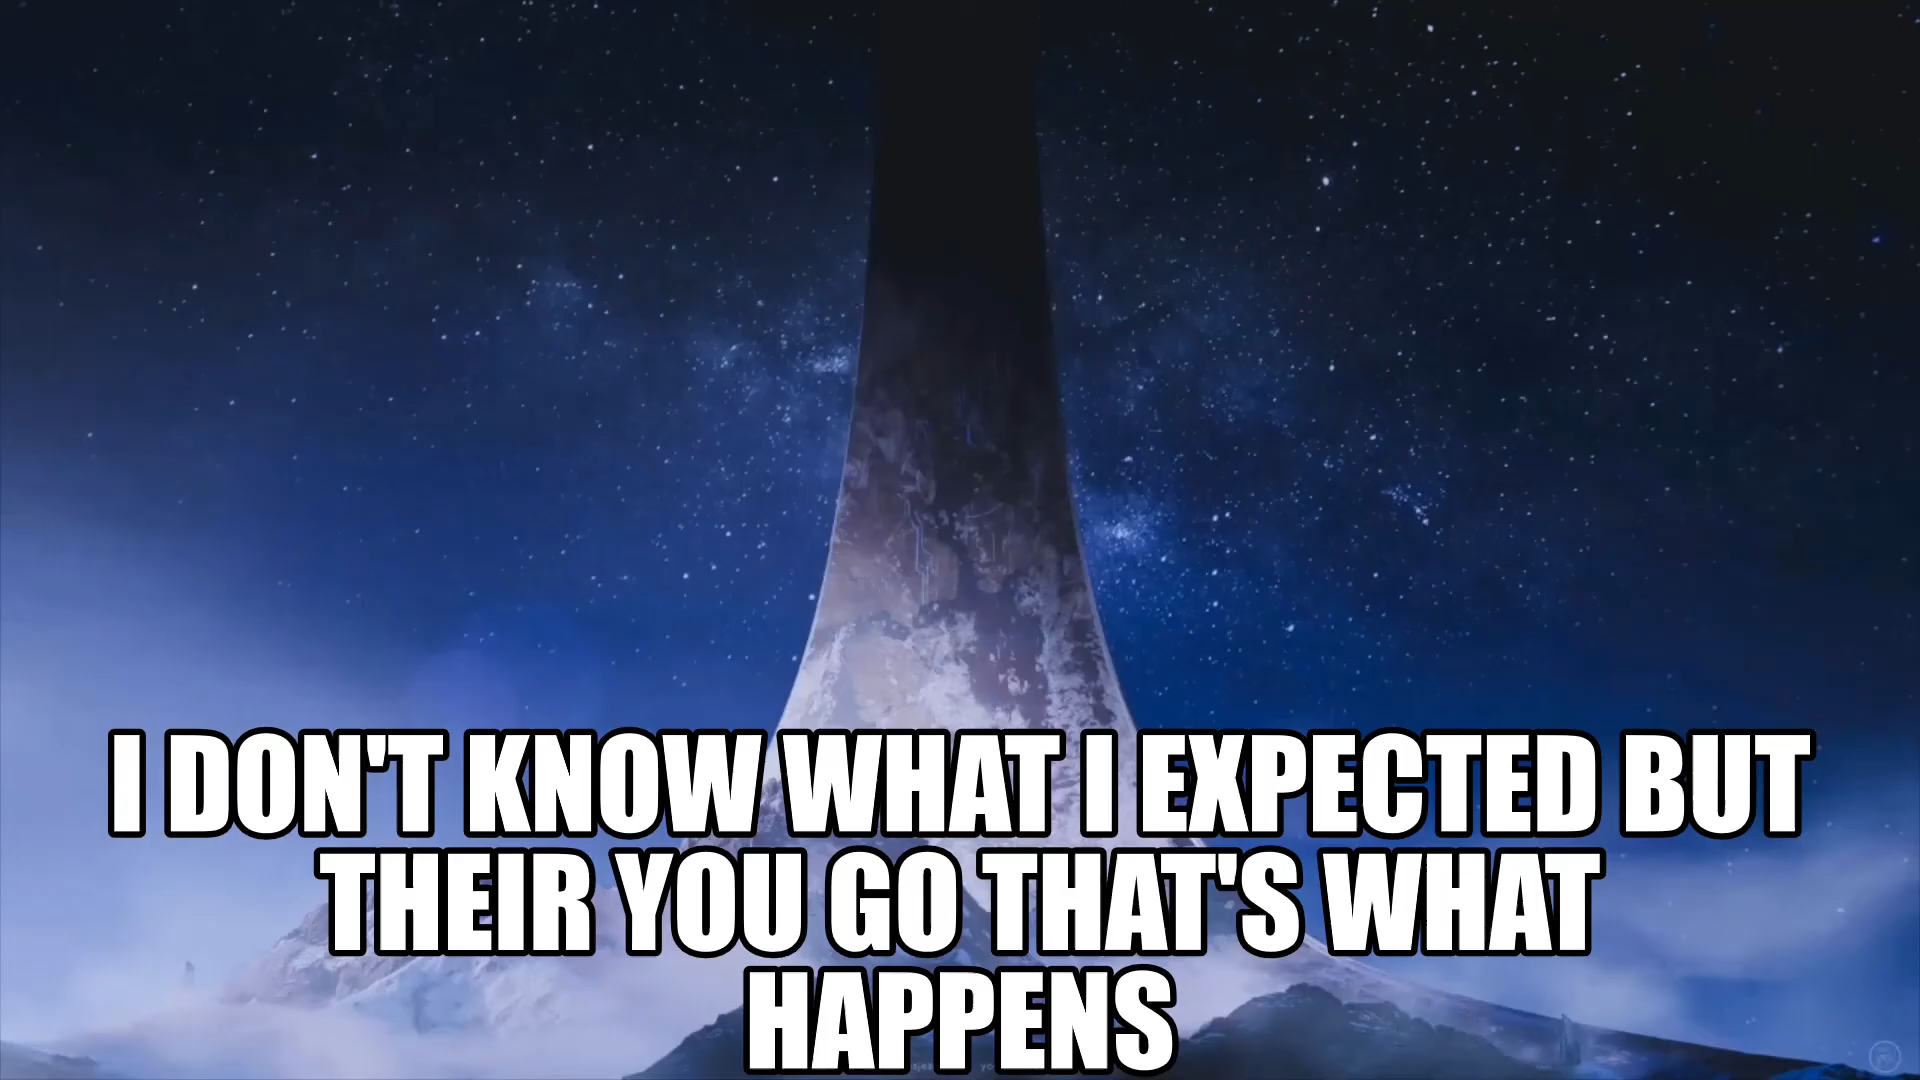 I DON'T KNOW WHAT I EXPECTED BUT
THEIR YOU GO THAT'S WHAT
HAPPENS